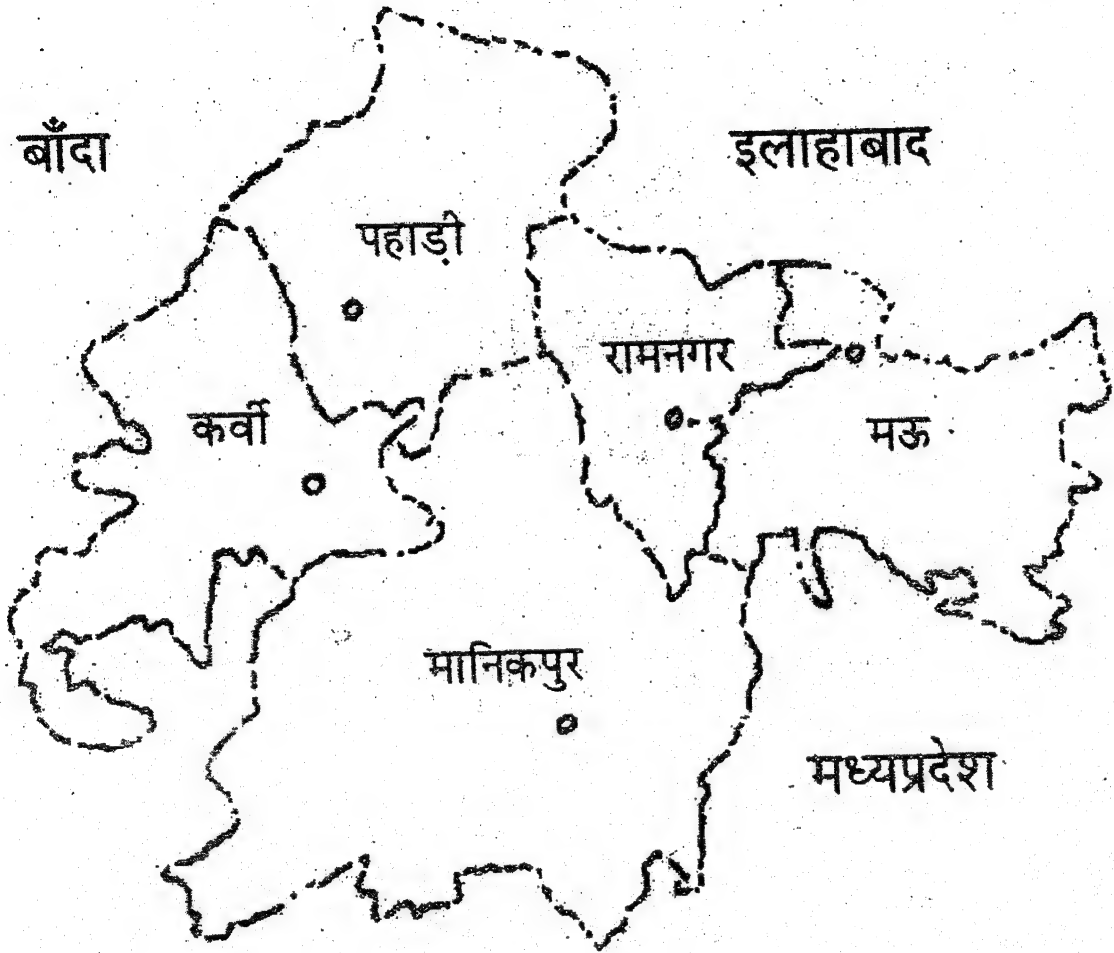 बाँदा
इलाहाबाद
पहाड़ी
रामनगर
कर्वी
मऊ
मानिकपुर
मध्यप्रदेश